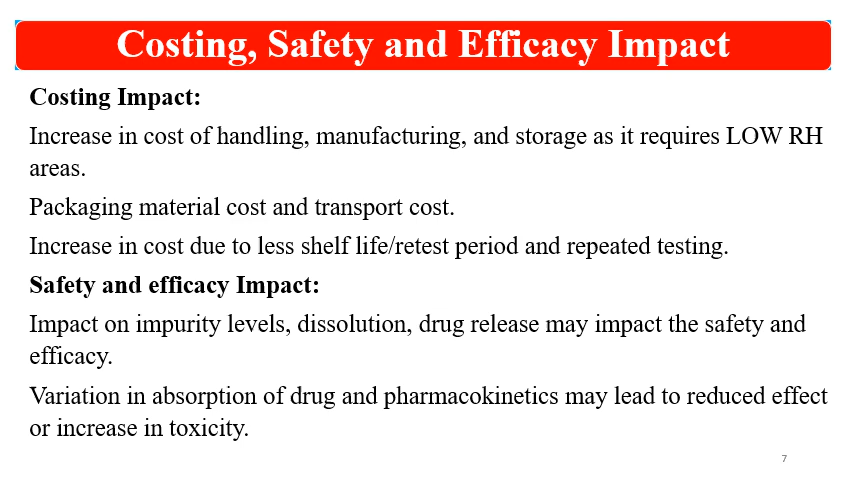 Costing, Safety and Efficacy Impact
Costing Impact:
Increase in cost of handling, manufacturing, and storage as it requires LOW RH
areas.
Packaging material cost and transport cost.
Increase in cost due to less shelf life/retest period and repeated testing.
Safety and efficacy Impact:
Impact on impurity levels, dissolution, drug release may impact the safety and
efficacy.
Variation in absorption of drug and pharmacokinetics may lead to reduced effect
or increase in toxicity.
7